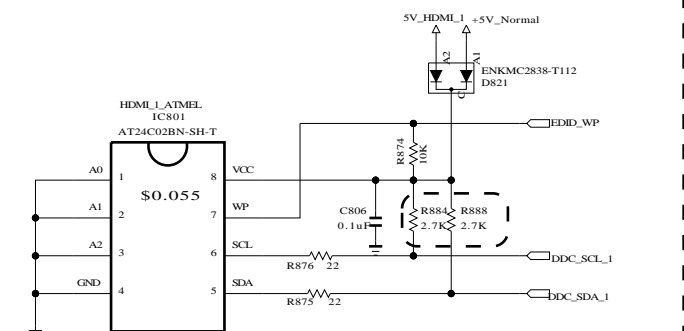 5V_HDMI_1 +5V_Normal
A2 A1
ENKMC2838-T112
D821
C
HDMI_1_ATMEL
IC801
AT24C02BN-SH-T
EDID_WP
R874
10K
A0 1 8 VCC
$0.055
A1 2 7 WP
C806
0.1uF
R884
2.7K
R888
2.7K
A2 3 6 SCL
R876 22
DDC_SCL_1
GND 4 5 SDA
R875 22
DDC_SDA_1